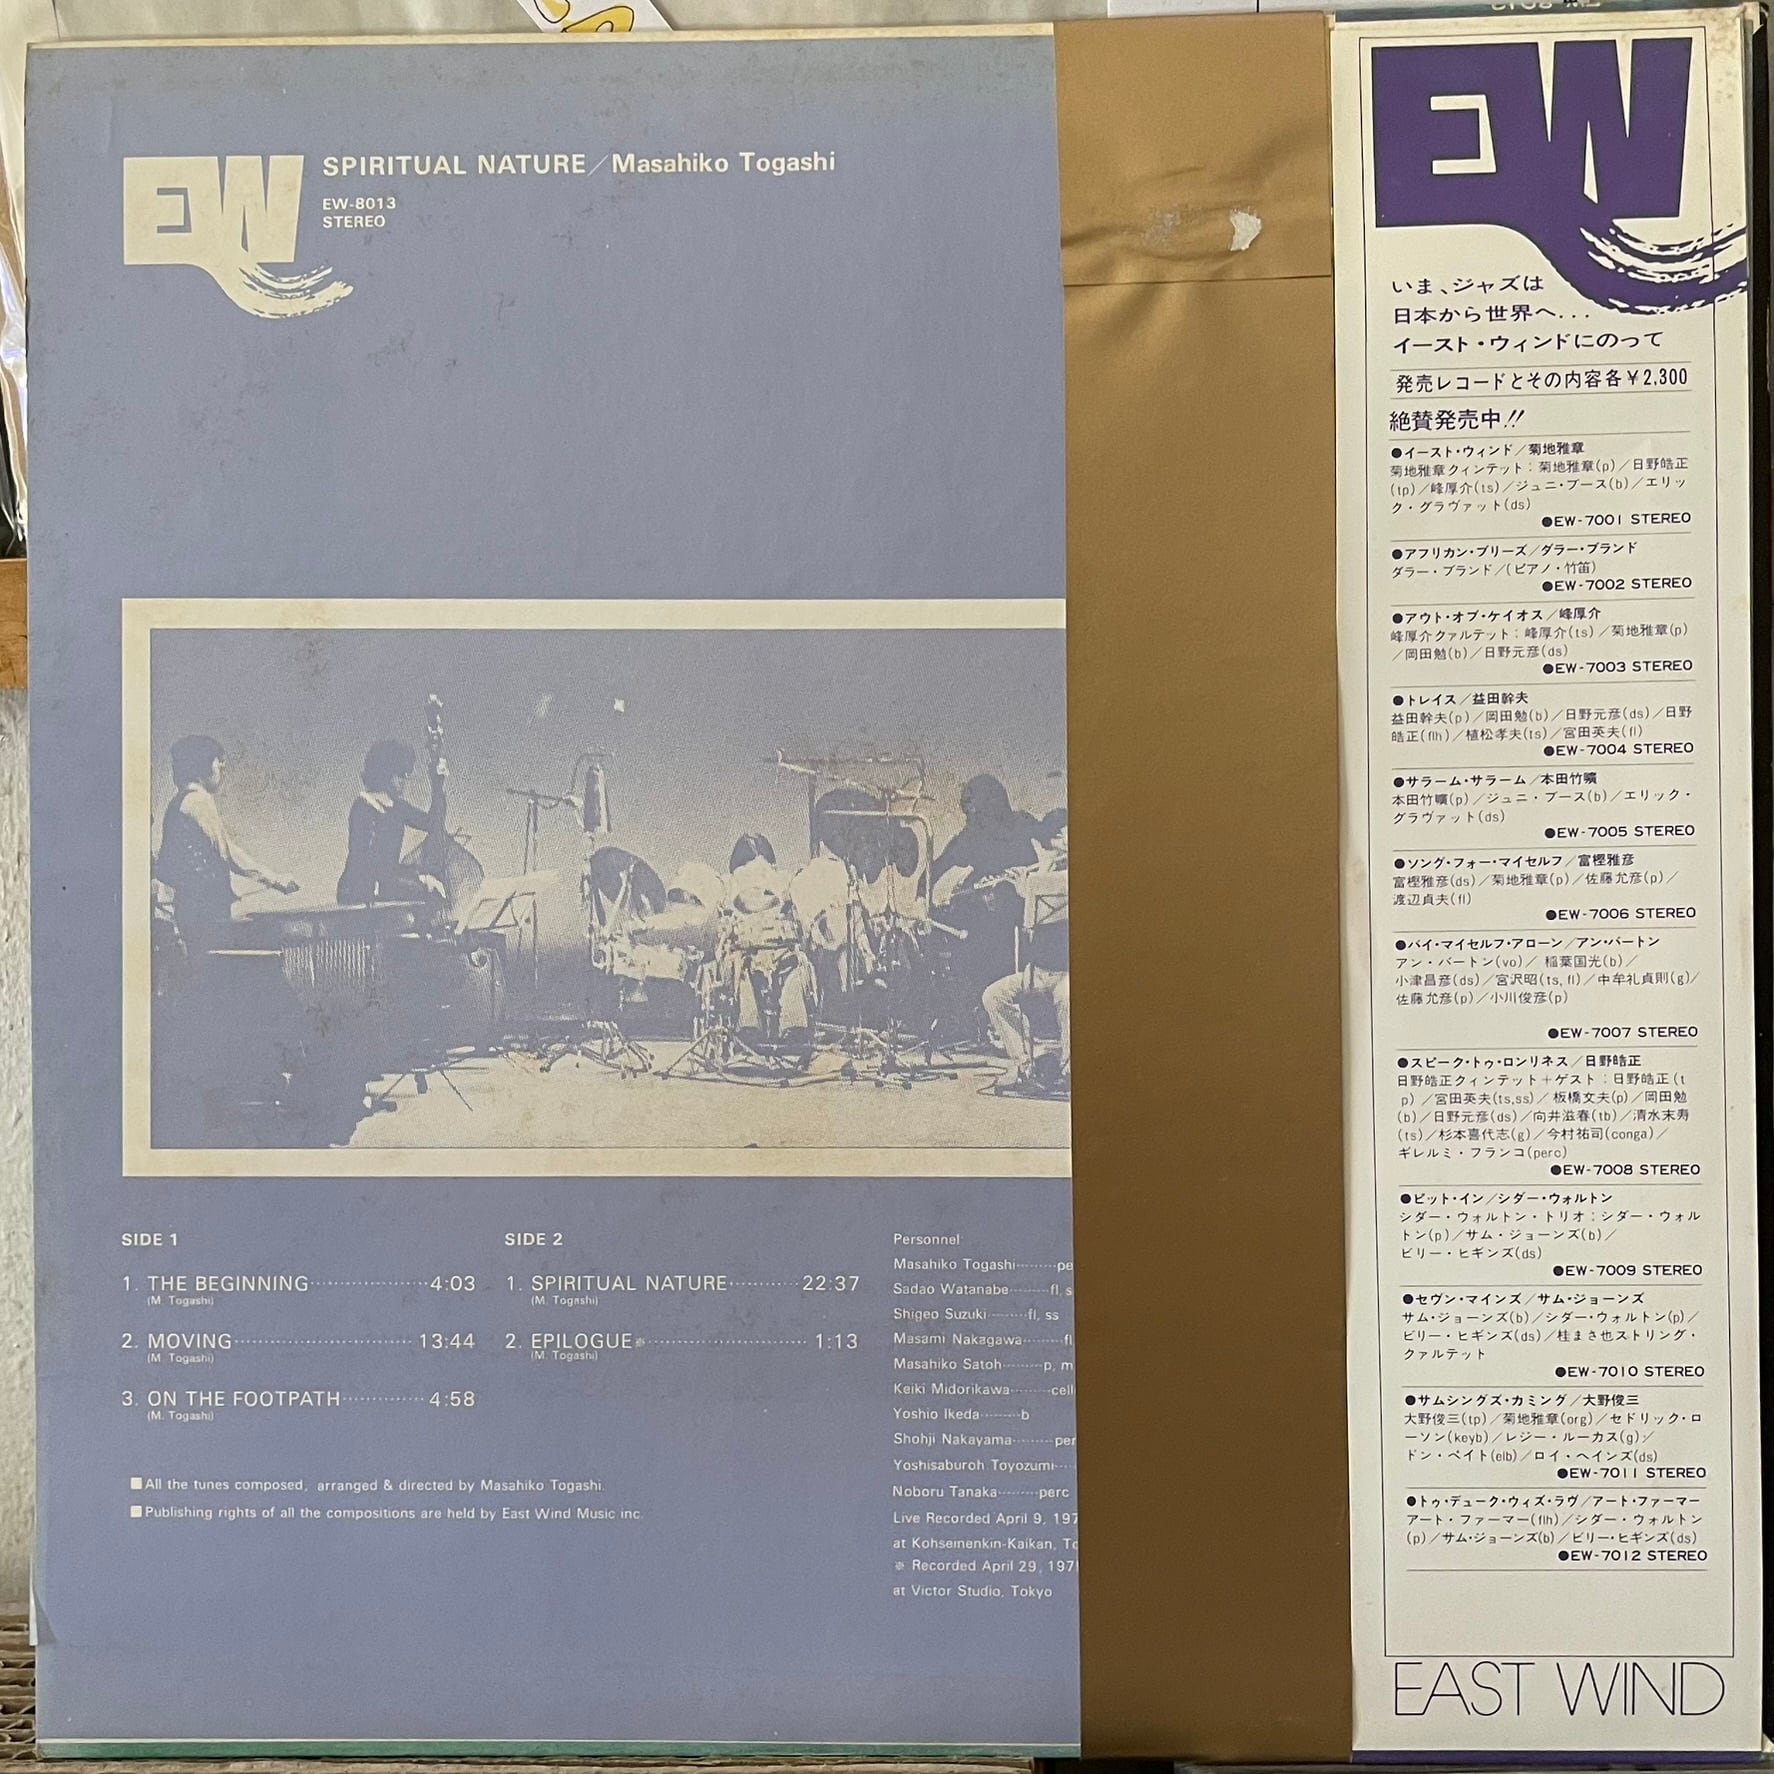 EW
SPIRITUAL NATURE／Masahiko Togashi
EW-8013
STEREO
SIDE 1
1. THE BEGINNING············4:03
(M. Togashi)
2. MOVING············13:44
(M. Togashi)
3. ON THE FOOTPATH············4:58
(M. Togashi)
SIDE 2
1. SPIRITUAL NATURE············22:37
(M. Togashi)
2. EPILOGUE※············1:13
(M. Togashi)
■All the tunes composed, arranged & directed by Masahiko Togashi.
■Publishing rights of all the compositions are held by East Wind Music inc.
Personnel
Masahiko Togashi········pe
Sadao Watanabe········fl, s
Shigeo Suzuki········fl, ss
Masami Nakagawa········fl
Masahiko Satoh········p, m
Keiki Midorikawa········cell
Yoshio Ikeda········b
Shohji Nakayama········per
Yoshisaburoh Toyozumi····
Noboru Tanaka········perc
Live Recorded April 9, 197
at Kohseinenkin-Kaikan, To
※ Recorded April 29, 197
at Victor Studio, Tokyo
EW
いま、ジャズは
日本から世界へ...
イースト・ウィンドにのって
発売レコードとその内容各￥2,300
絶賛発売中!!
●イースト・ウィンド／菊地雅章
菊地雅章クィンテット：菊地雅章(p)／日野皓正
(tp)／峰厚介(ts)／ジュニ・ブース(b)／エリッ
ク・グラヴァット(ds)
●EW-7001 STEREO
●アフリカン・ブリーズ／ダラー・ブランド
ダラー・ブランド／(ピアノ・竹笛)
●EW-7002 STEREO
●アウト・オブ・ケイオス／峰厚介
峰厚介クァルテット：峰厚介(ts)／菊地雅章(p)
／岡田勉(b)／日野元彦(ds)
●EW-7003 STEREO
●トレイス／益田幹夫
益田幹夫(p)／岡田勉(b)／日野元彦(ds)／日野
皓正(flh)／植松孝夫(ts)／宮田英夫(fl)
●EW-7004 STEREO
●サラーム・サラーム／本田竹曠
本田竹曠(p)／ジュニ・ブース(b)／エリック・
グラヴァット(ds)
●EW-7005 STEREO
●ソング・フォー・マイセルフ／富樫雅彦
富樫雅彦(ds)／菊地雅章(p)／佐藤允彦(p)／
渡辺貞夫(fl)
●EW-7006 STEREO
●バイ・マイセルフ・アローン／アン・バートン
アン・バートン(vo)／稲葉国光(b)／
小津昌彦(ds)／宮沢昭(ts, fl)／中牟礼貞則(g)／
佐藤允彦(p)／小川俊彦(p)
●EW-7007 STEREO
●スピーク・トゥ・ロンリネス／日野皓正
日野皓正クィンテット＋ゲスト：日野皓正(t
p)／宮田英夫(ts,ss)／板橋文夫(p)／岡田勉
(b)／日野元彦(ds)／向井滋春(tb)／清水末寿
(ts)／杉本喜代志(g)／今村祐司(conga)／
ギレルミ・フランコ(perc)
●EW-7008 STEREO
●ピット・イン／シダー・ウォルトン
シダー・ウォルトン・トリオ：シダー・ウォル
トン(p)／サム・ジョーンズ(b)／
ビリー・ヒギンズ(ds)
●EW-7009 STEREO
●セヴン・マインズ／サム・ジョーンズ
サム・ジョーンズ(b)／シダー・ウォルトン(p)／
ビリー・ヒギンズ(ds)／桂まさ也ストリング・
クァルテット
●EW-7010 STEREO
●サムシングズ・カミング／大野俊三
大野俊三(tp)／菊地雅章(org)／セドリック・ロ
ーソン(keyb)／レジー・ルーカス(g)／
ドン・ペイト(elb)／ロイ・ヘインズ(ds)
●EW-7011 STEREO
●トゥ・デューク・ウィズ・ラヴ／アート・ファーマー
アート・ファーマー(flh)／シダー・ウォルトン
(p)／サム・ジョーンズ(b)／ビリー・ヒギンズ(ds)
●EW-7012 STEREO
EAST WIND